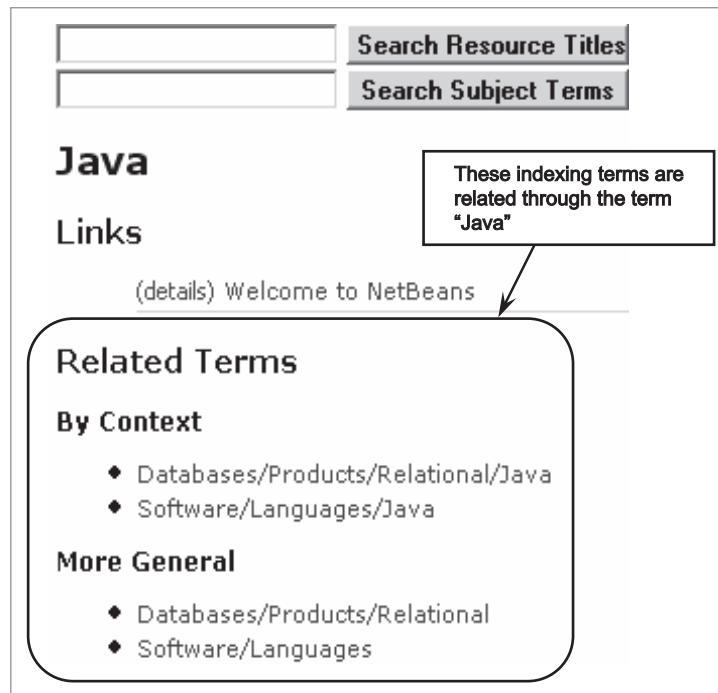 Search Resource Titles
Search Subject Terms
Java
These indexing terms are
related through the term
“Java”
Links
(details) Welcome to NetBeans
Related Terms
By Context
• Databases/Products/Relational/Java
• Software/Languages/Java
More General
• Databases/Products/Relational
• Software/Languages